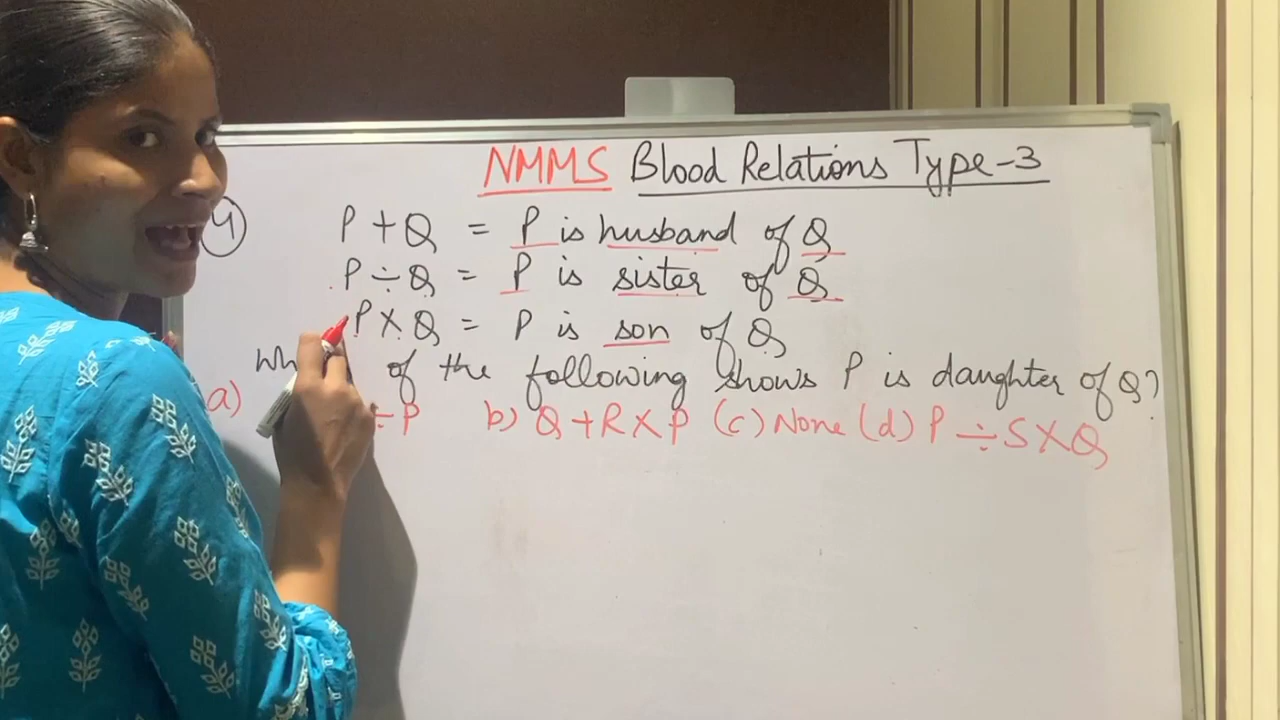 NMMS Blood Relations Type-3
4
P + Q = P is husband of Q
P ÷ Q = P is sister of Q
P X Q = P is son of Q
of the following shows P is daughter of Q?
a) ÷ P b) Q + R X P (c) None (d) P ÷ S X Q